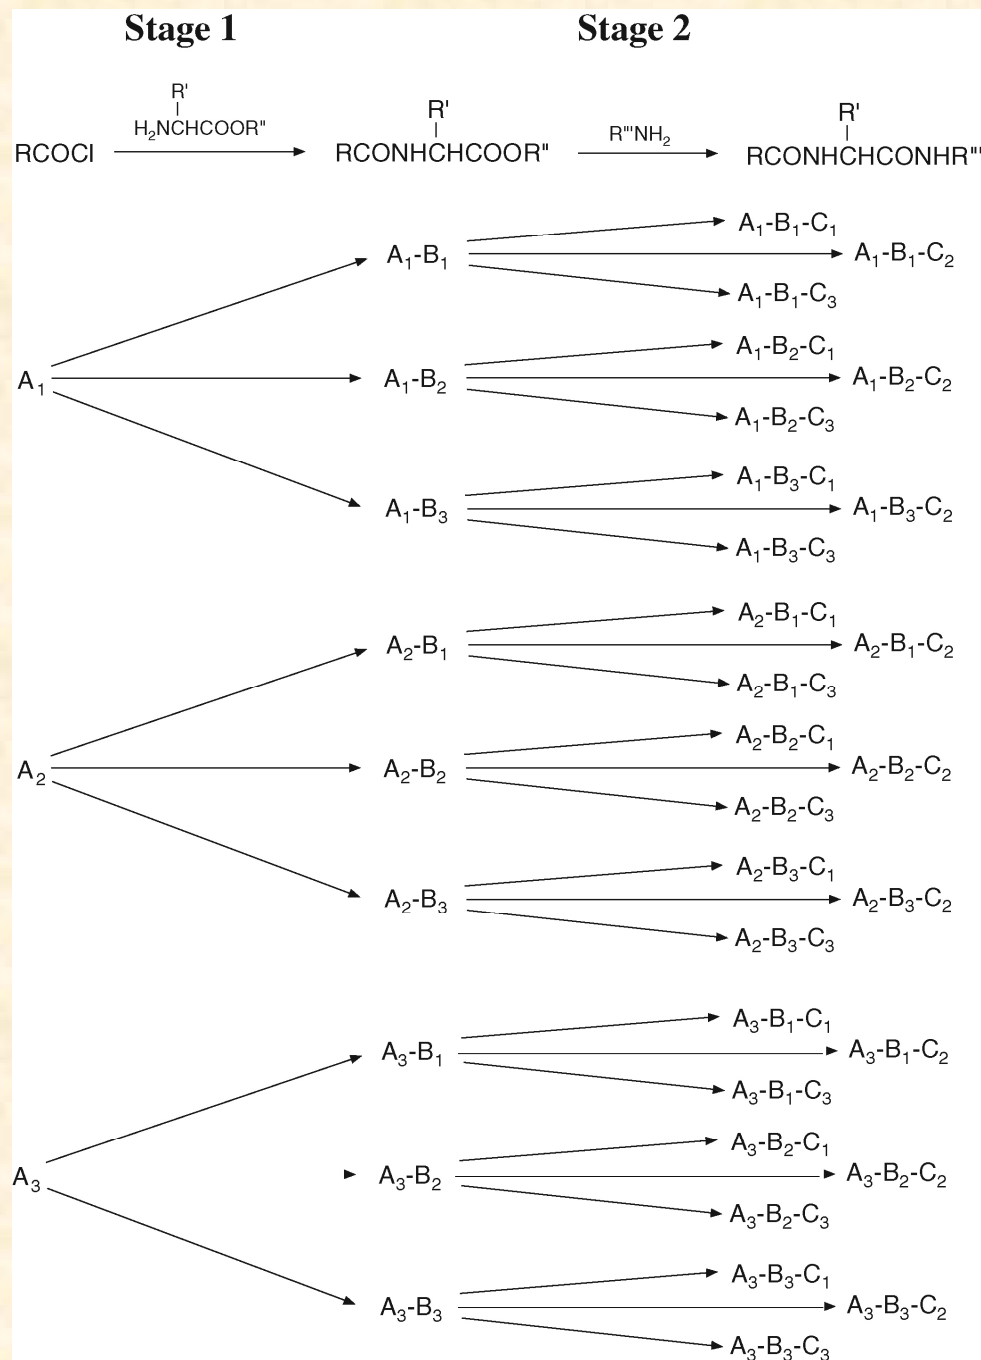 Stage 1 Stage 2
R'
H₂NCHCOOR"
RCOCl
R'
RCONHCHCOOR"
R'''NH₂
R'
RCONHCHCONHR'''
A₁-B₁-C₁
A₁-B₁ A₁-B₁-C₂
A₁-B₁-C₃
A₁-B₂-C₁
A₁ A₁-B₂ A₁-B₂-C₂
A₁-B₂-C₃
A₁-B₃-C₁
A₁-B₃ A₁-B₃-C₂
A₁-B₃-C₃
A₂-B₁-C₁
A₂-B₁ A₂-B₁-C₂
A₂-B₁-C₃
A₂-B₂-C₁
A₂ A₂-B₂ A₂-B₂-C₂
A₂-B₂-C₃
A₂-B₃-C₁
A₂-B₃ A₂-B₃-C₂
A₂-B₃-C₃
A₃-B₁-C₁
A₃-B₁ A₃-B₁-C₂
A₃-B₁-C₃
A₃-B₂-C₁
A₃ A₃-B₂ A₃-B₂-C₂
A₃-B₂-C₃
A₃-B₃-C₁
A₃-B₃ A₃-B₃-C₂
A₃-B₃-C₃